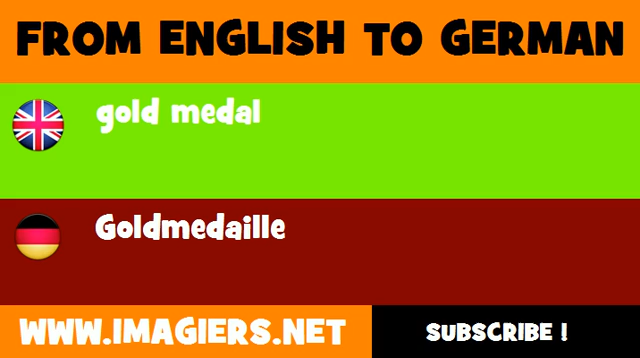 FROM ENGLISH TO GERMAN
gold medal
Goldmedaille
WWW.IMAGIERS.NET
SUBSCRIBE !